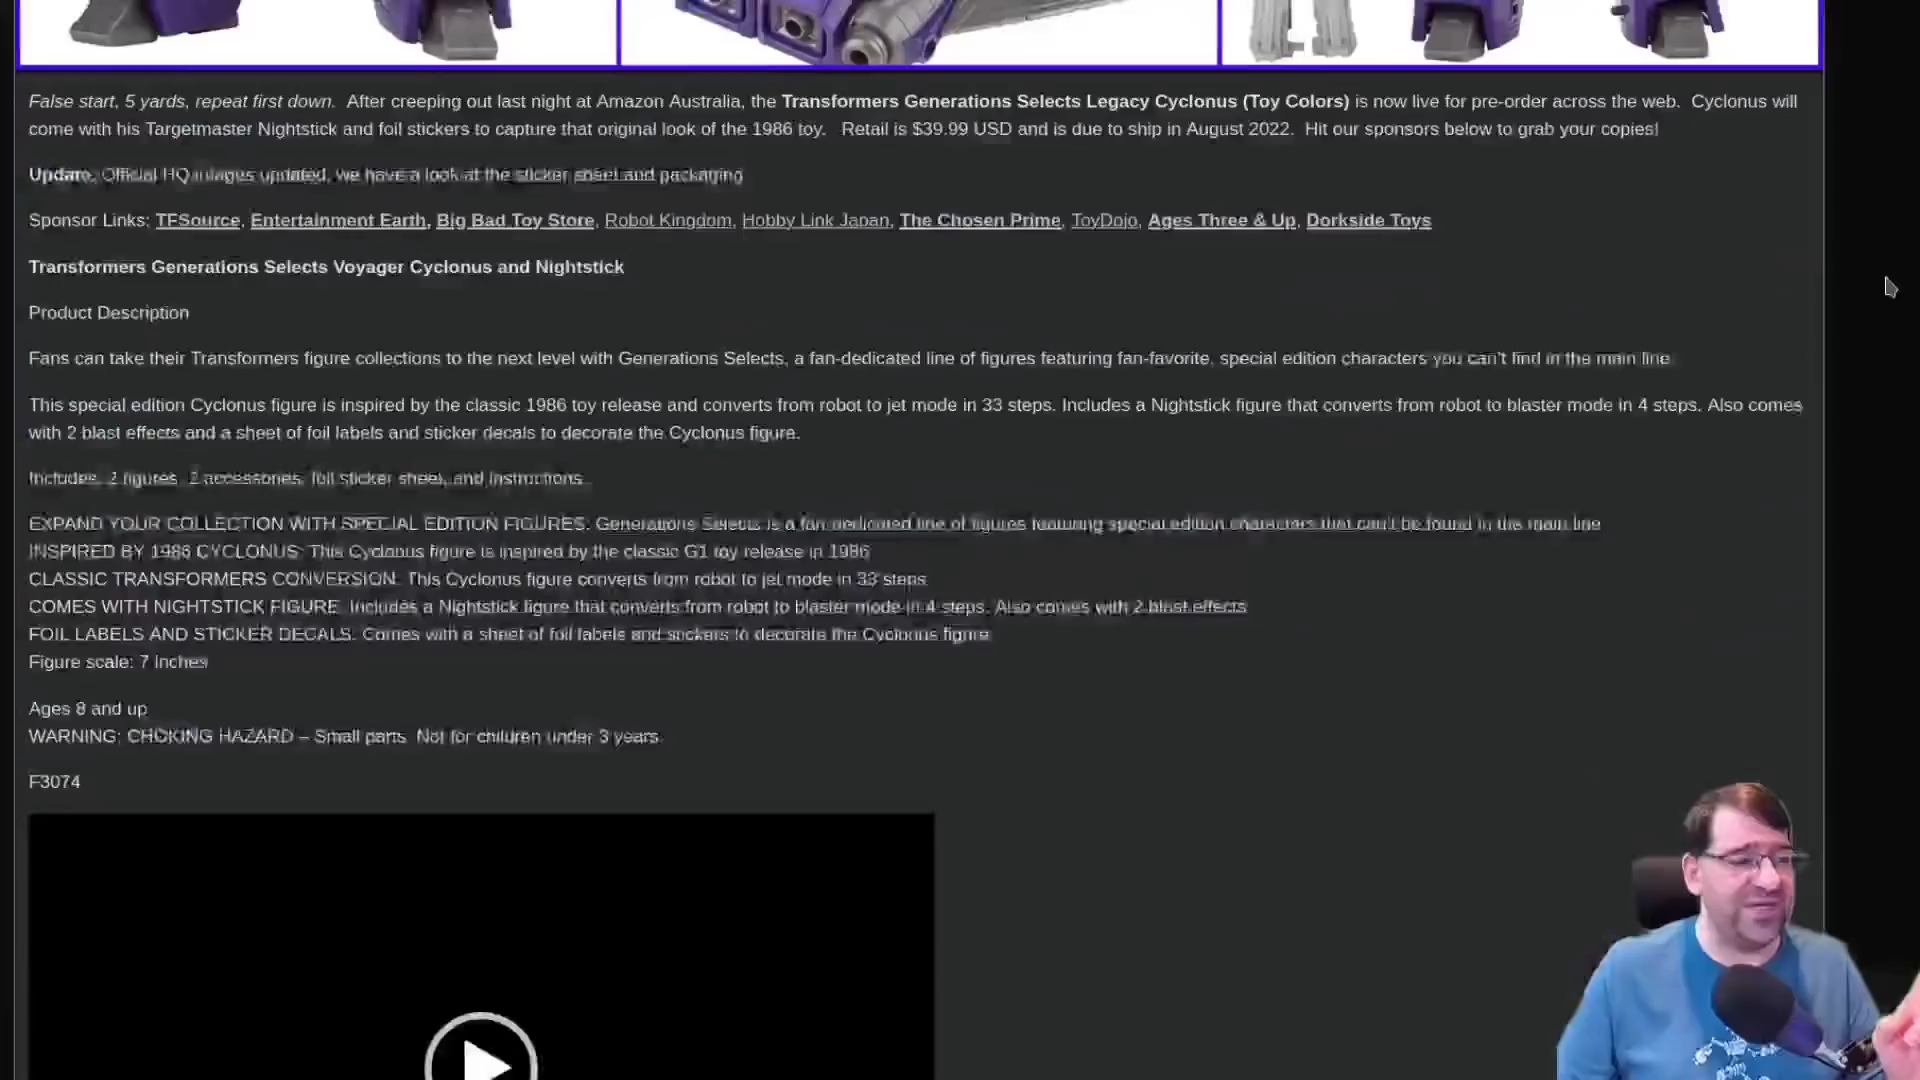 False start, 5 yards, repeat first down. After creeping out last night at Amazon Australia, the Transformers Generations Selects Legacy Cyclonus (Toy Colors) is now live for pre-order across the web. Cyclonus will
come with his Targetmaster Nightstick and foil stickers to capture that original look of the 1986 toy. Retail is $39.99 USD and is due to ship in August 2022. Hit our sponsors below to grab your copies!
Update. Official HQ images updated, we have a look at the sticker sheet and packaging
Sponsor Links: TFSource, Entertainment Earth, Big Bad Toy Store, Robot Kingdom, Hobby Link Japan, The Chosen Prime, ToyDojo, Ages Three & Up, Dorkside Toys
Transformers Generations Selects Voyager Cyclonus and Nightstick
Product Description
Fans can take their Transformers figure collections to the next level with Generations Selects, a fan-dedicated line of figures featuring fan-favorite, special edition characters you can't find in the main line
This special edition Cyclonus figure is inspired by the classic 1986 toy release and converts from robot to jet mode in 33 steps. Includes a Nightstick figure that converts from robot to blaster mode in 4 steps. Also comes
with 2 blast effects and a sheet of foil labels and sticker decals to decorate the Cyclonus figure.
Includes: 2 figures, 2 accessories, foil sticker sheet, and instructions.
EXPAND YOUR COLLECTION WITH SPECIAL EDITION FIGURES: Generations Selects is a fan-dedicated line of figures featuring special edition characters that can't be found in the main line
INSPIRED BY 1986 CYCLONUS: This Cyclonus figure is inspired by the classic G1 toy release in 1986
CLASSIC TRANSFORMERS CONVERSION: This Cyclonus figure converts from robot to jet mode in 33 steps
COMES WITH NIGHTSTICK FIGURE: Includes a Nightstick figure that converts from robot to blaster mode in 4 steps. Also comes with 2 blast effects
FOIL LABELS AND STICKER DECALS: Comes with a sheet of foil labels and stickers to decorate the Cyclonus figure
Figure scale: 7 inches
Ages 8 and up
WARNING: CHOKING HAZARD – Small parts. Not for children under 3 years.
F3074